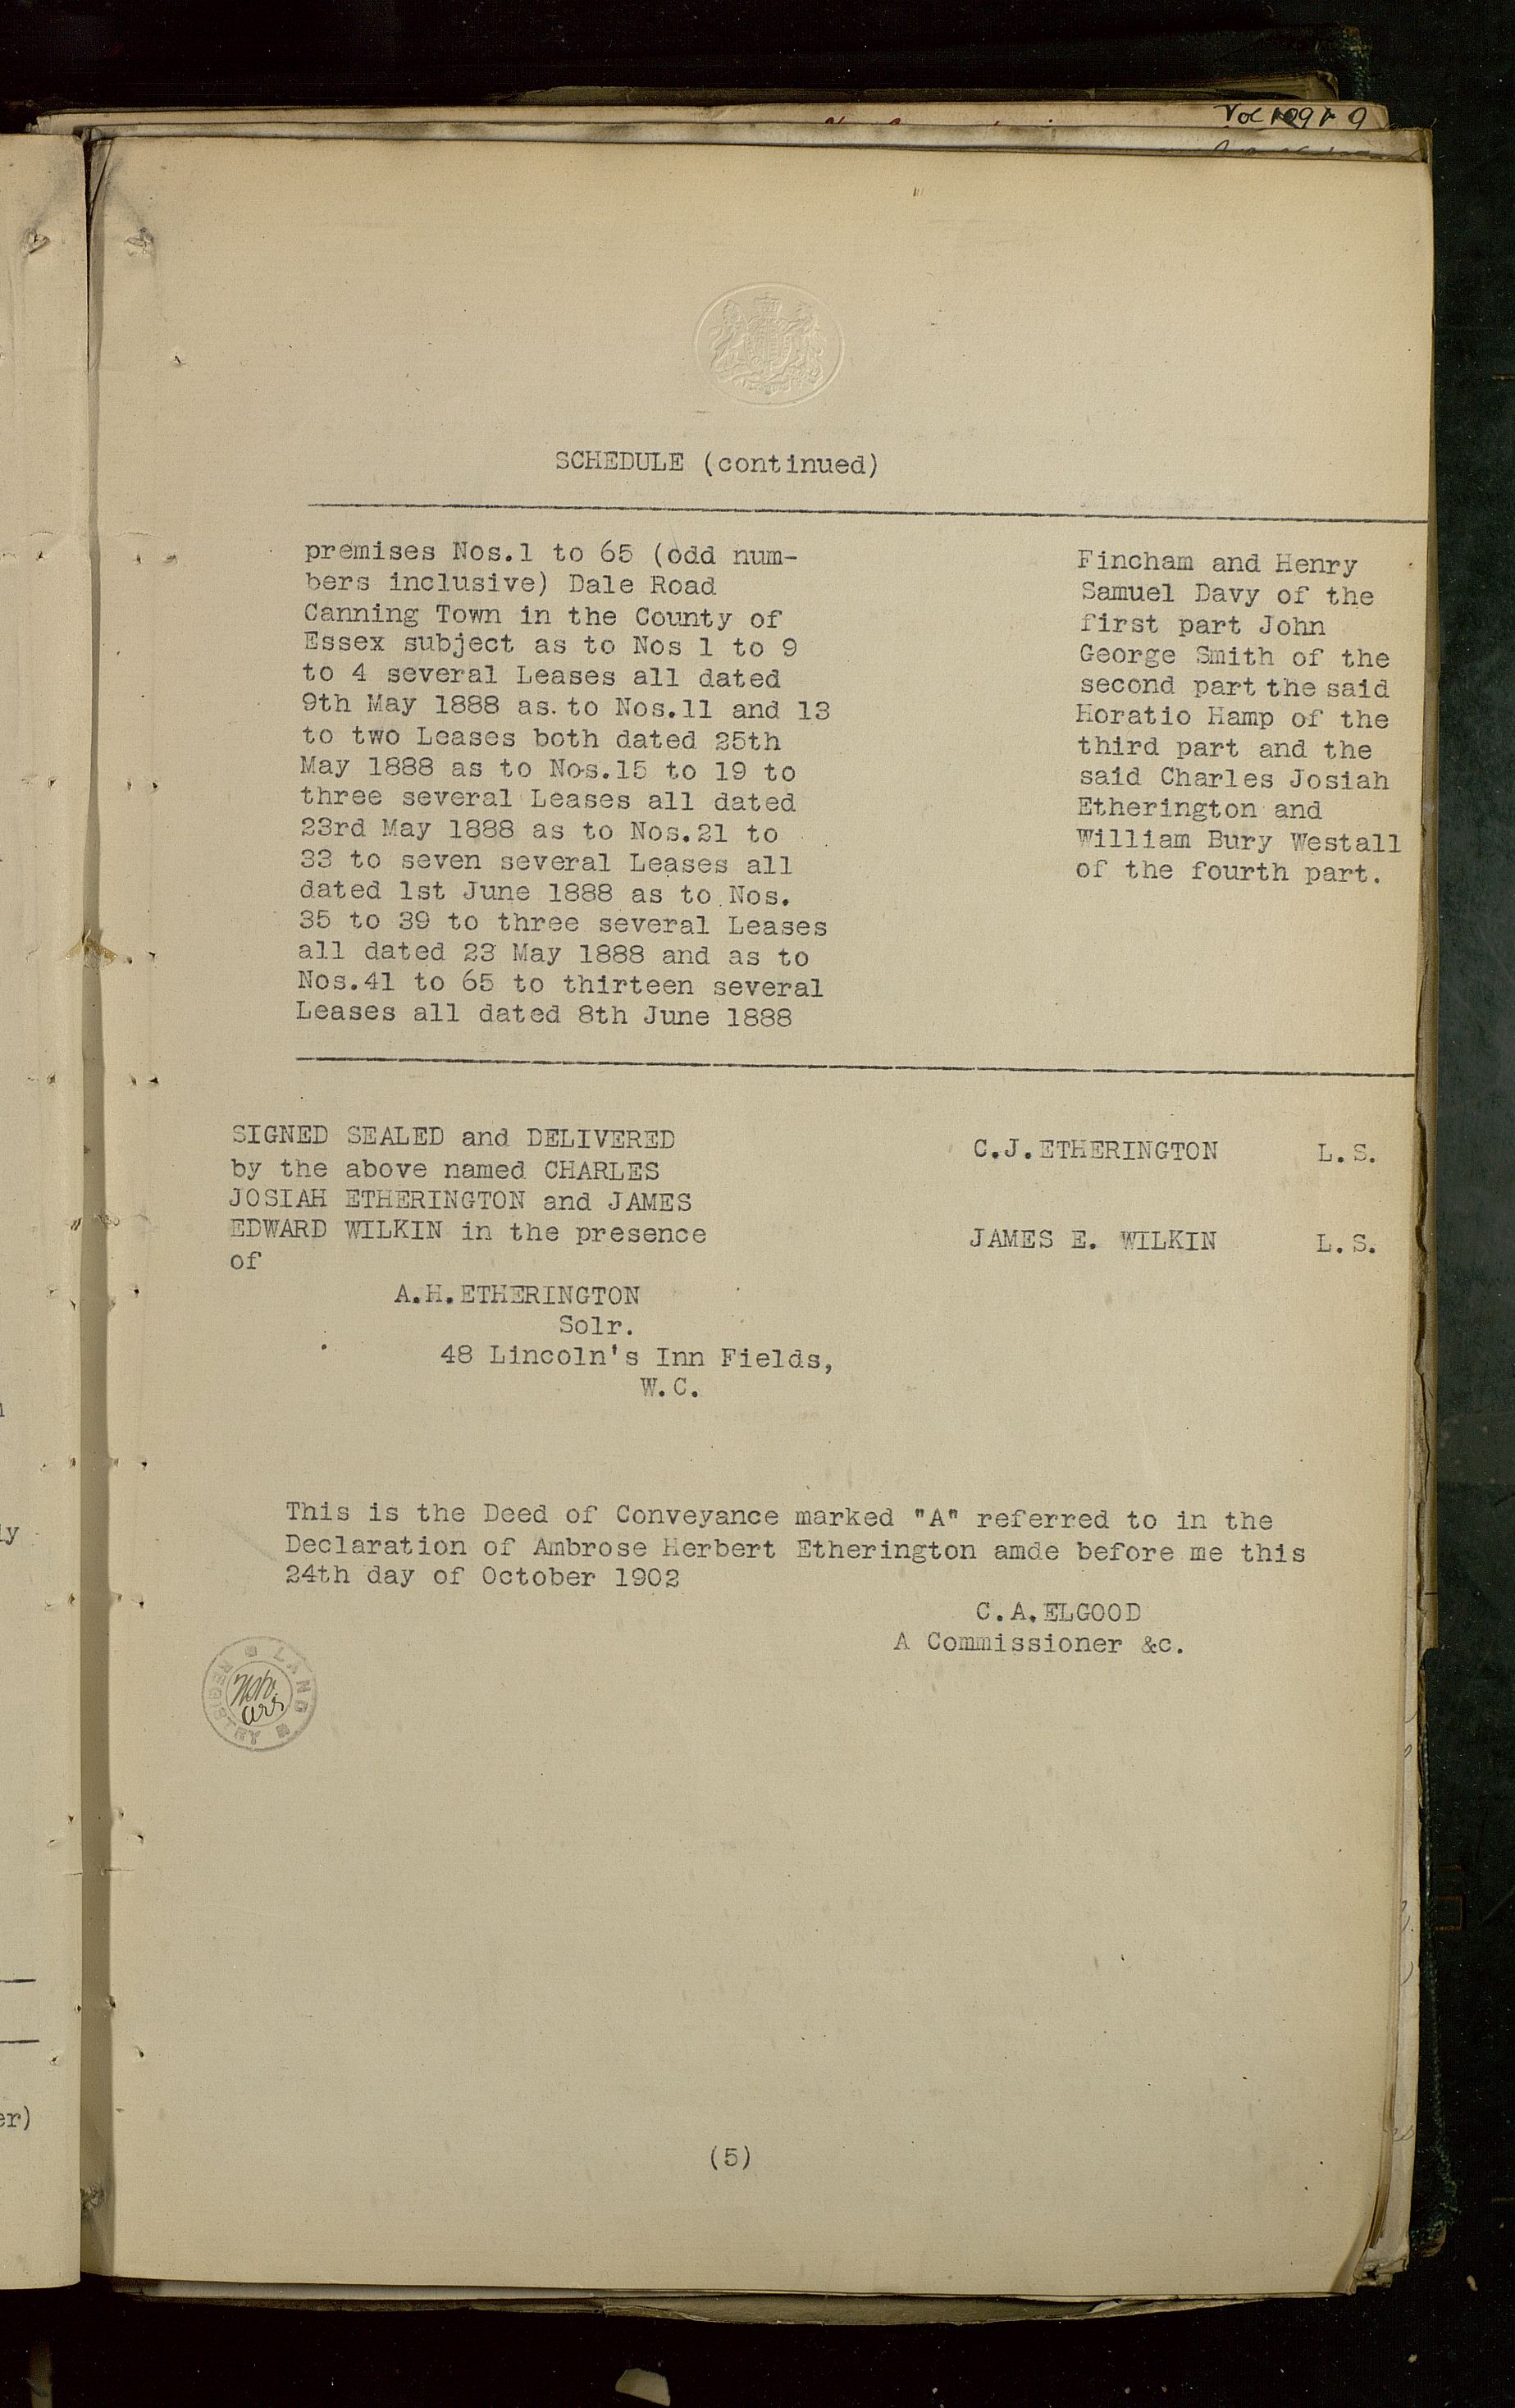 Vol 1091 9
SCHEDULE (continued)
premises Nos.1 to 65 (odd num-
bers inclusive) Dale Road
Canning Town in the County of
Essex subject as to Nos 1 to 9
to 4 several Leases all dated
9th May 1888 as.to Nos.11 and 13
to two Leases both dated 25th
May 1888 as to Nos.15 to 19 to
three several Leases all dated
23rd May 1888 as to Nos.21 to
33 to seven several Leases all
dated 1st June 1888 as to Nos.
35 to 39 to three several Leases
all dated 23 May 1888 and as to
Nos.41 to 65 to thirteen several
Leases all dated 8th June 1888
Fincham and Henry
Samuel Davy of the
first part John
George Smith of the
second part the said
Horatio Hamp of the
third part and the
said Charles Josiah
Etherington and
William Bury Westall
of the fourth part.
SIGNED SEALED and DELIVERED
by the above named CHARLES
JOSIAH ETHERINGTON and JAMES
EDWARD WILKIN in the presence
of
C.J.ETHERINGTON L.S.
JAMES E. WILKIN L.S.
A.H.ETHERINGTON
Solr.
48 Lincoln's Inn Fields,
W.C.
This is the Deed of Conveyance marked "A" referred to in the
Declaration of Ambrose Herbert Etherington amde before me this
24th day of October 1902
C.A.ELGOOD
A Commissioner &c.
LAND REGISTRY
(5)
er)